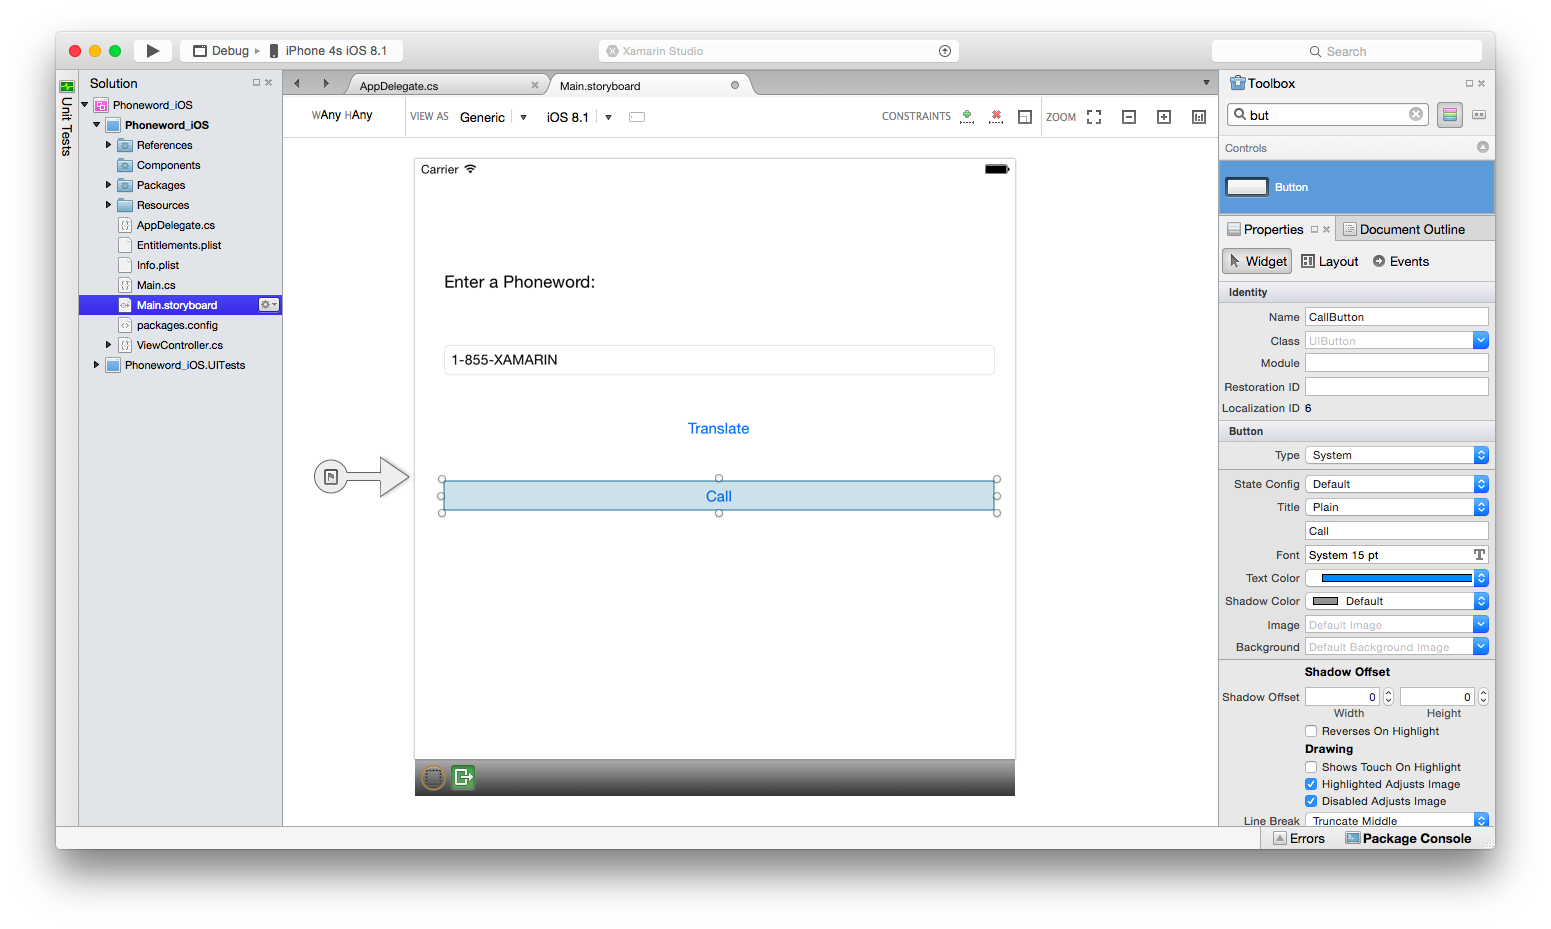 Debug iPhone 4s iOS 8.1
Xamarin Studio
Search
Unit Tests
Solution
Phoneword_iOS
Phoneword_iOS
References
Components
Packages
Resources
AppDelegate.cs
Entitlements.plist
Info.plist
Main.cs
Main.storyboard
packages.config
ViewController.cs
Phoneword_iOS.UITests
AppDelegate.cs
Main.storyboard
wAny hAny
VIEW AS Generic iOS 8.1
CONSTRAINTS
ZOOM
Carrier
Enter a Phoneword:
1-855-XAMARIN
Translate
Call
Toolbox
but
Controls
Button
Properties
Document Outline
Widget Layout Events
Identity
Name CallButton
Class UIButton
Module
Restoration ID
Localization ID 6
Button
Type System
State Config Default
Title Plain
Call
Font System 15 pt
Text Color
Shadow Color Default
Image Default Image
Background Default Background Image
Shadow Offset
Shadow Offset 0 0
Width Height
Reverses On Highlight
Drawing
Shows Touch On Highlight
Highlighted Adjusts Image
Disabled Adjusts Image
Line Break Truncate Middle
Errors Package Console